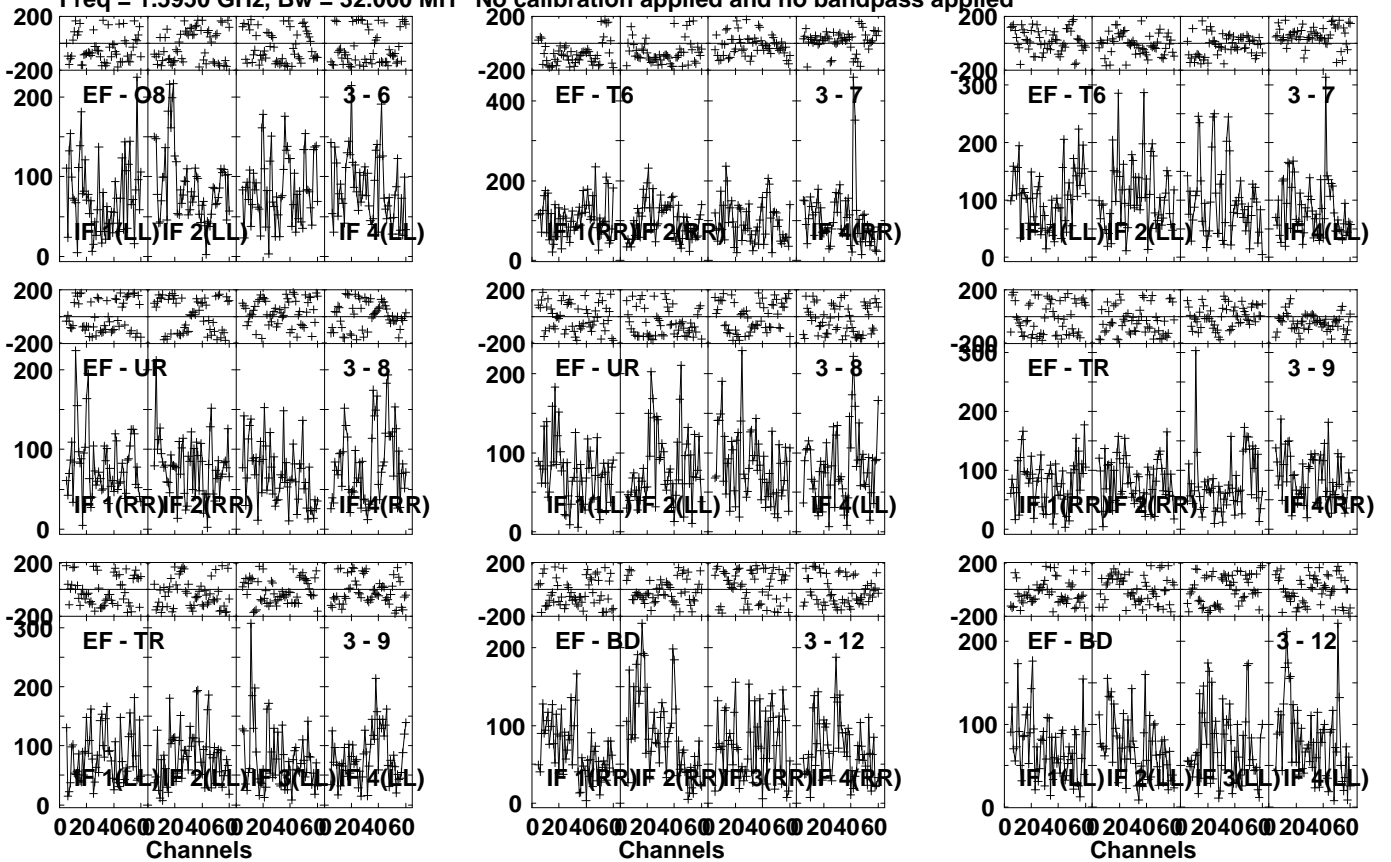 Freq = 1.5950 GHz, Bw = 32.000 MH No calibration applied and no bandpass applied
200
-200
200
100
0
EF - O8
3 - 6
IF 1(LL)
IF 2(LL)
IF 4(LL)
200
-200
400
200
0
EF - T6
3 - 7
IF 1(RR)
IF 2(RR)
IF 4(RR)
200
-200
300
200
100
0
EF - T6
3 - 7
IF 1(LL)
IF 2(LL)
IF 4(LL)
200
-200
200
100
0
EF - UR
3 - 8
IF 1(RR)
IF 2(RR)
IF 4(RR)
200
-200
200
100
0
EF - UR
3 - 8
IF 1(LL)
IF 2(LL)
IF 4(LL)
200
-200
300
200
100
0
EF - TR
3 - 9
IF 1(RR)
IF 2(RR)
IF 4(RR)
200
-200
300
200
100
0
EF - TR
3 - 9
IF 1(LL)
IF 2(LL)
IF 3(LL)
IF 4(LL)
0 20 40 60 0 20 40 60 0 20 40 60 0 20 40 60
Channels
200
-200
200
100
0
EF - BD
3 - 12
IF 1(RR)
IF 2(RR)
IF 3(RR)
IF 4(RR)
0 20 40 60 0 20 40 60 0 20 40 60 0 20 40 60
Channels
200
-200
200
100
0
EF - BD
3 - 12
IF 1(LL)
IF 2(LL)
IF 3(LL)
IF 4(LL)
0 20 40 60 0 20 40 60 0 20 40 60 0 20 40 60
Channels